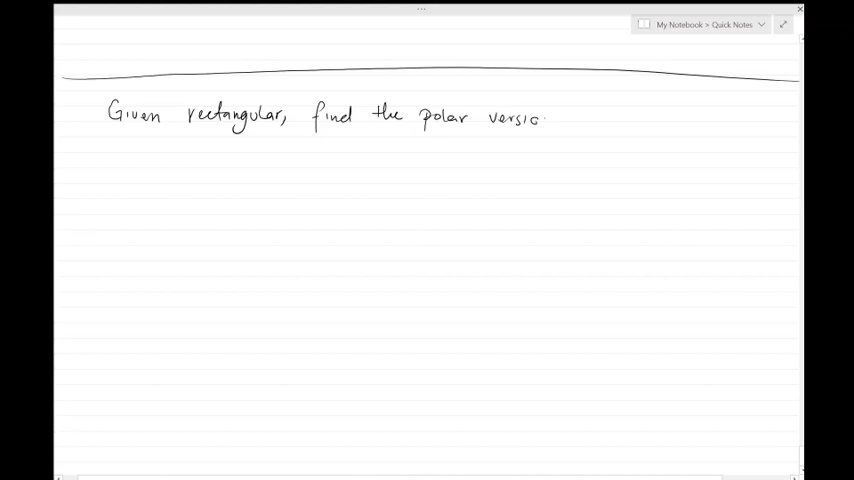 My Notebook > Quick Notes
Given rectangular, find the polar versio